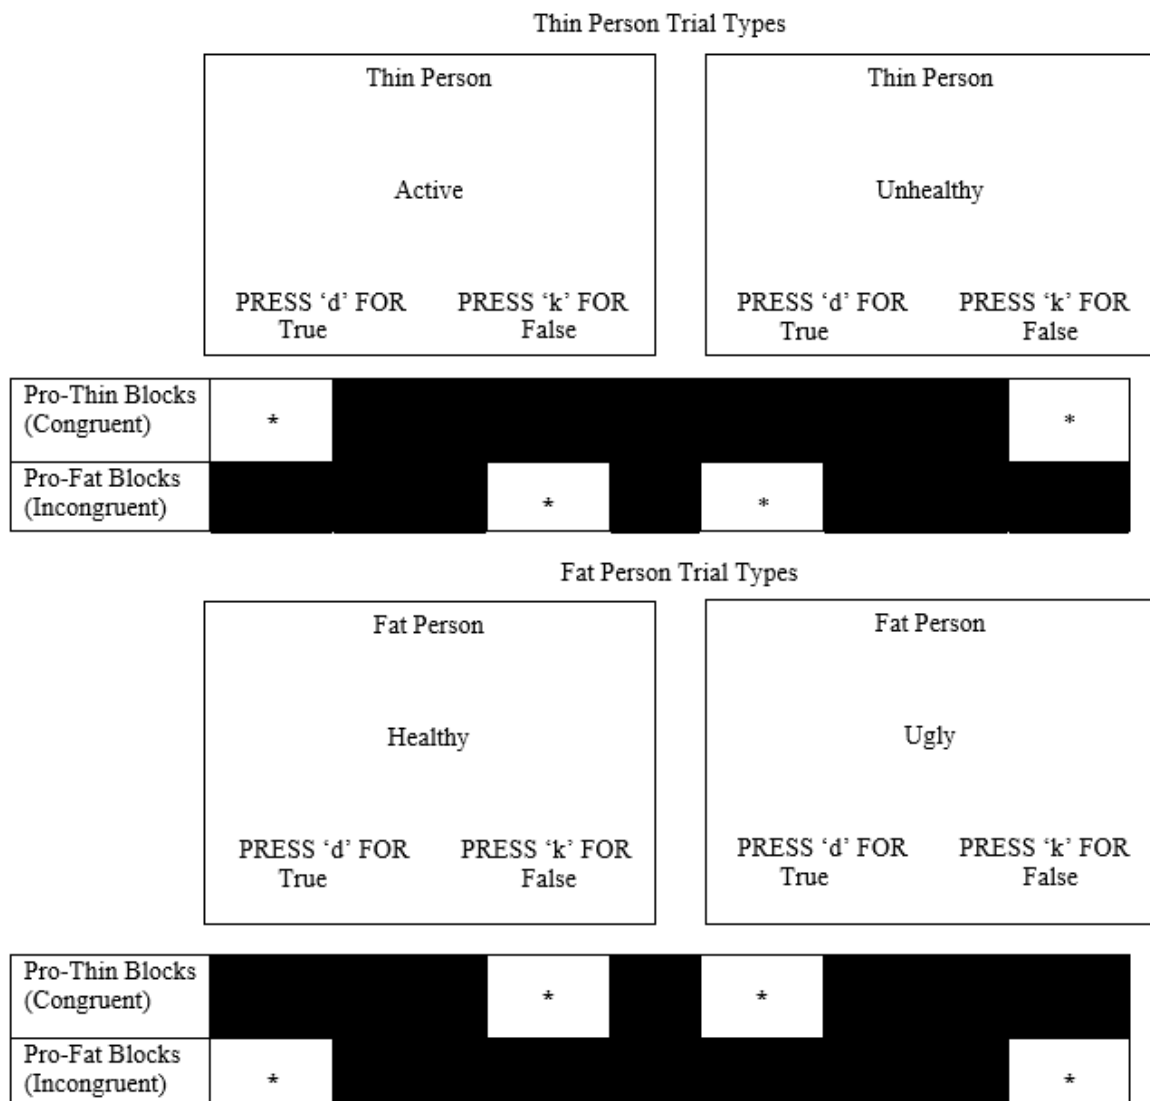 Thin Person Trial Types
Thin Person
Thin Person
Active
Unhealthy
PRESS ‘d’ FOR
True
PRESS ‘k’ FOR
False
PRESS ‘d’ FOR
True
PRESS ‘k’ FOR
False
Pro-Thin Blocks
(Congruent)
*
*
Pro-Fat Blocks
(Incongruent)
*
*
Fat Person Trial Types
Fat Person
Fat Person
Healthy
Ugly
PRESS ‘d’ FOR
True
PRESS ‘k’ FOR
False
PRESS ‘d’ FOR
True
PRESS ‘k’ FOR
False
Pro-Thin Blocks
(Congruent)
*
*
Pro-Fat Blocks
(Incongruent)
*
*